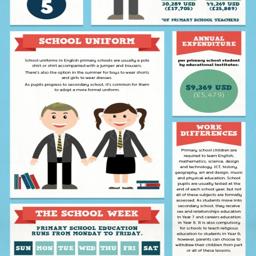 5
30,289 USD
(£17,705)
44,269 USD
(£25,889)
*OF PRIMARY SCHOOL TEACHERS
SCHOOL UNIFORM
School uniforms in English primary schools are usually a polo
shirt or shirt accompanied with a jumper and trousers.
There's also the option in the summer for boys to wear shorts
and girls to wear dresses.
As pupils progress to secondary school, it's common for them
to adopt a more formal uniform.
ANNUAL
EXPENDITURE
per primary school student
by educational institutes:
$9,369 USD
(£5,479)
WORK
DIFFERENCES
Primary school children are
required to learn English,
mathematics, science, design
and technology, ICT, history,
geography, art and design, music
and physical education. School
pupils are usually tested at the
end of each school year, but not
all of these subjects are formally
assessed. As students move into
secondary school, they receive
sex and relationships education
in Year 7 and careers education
in Year 9. It is also compulsory
for schools to teach religious
education to students in Year 9,
however, parents can choose to
withdraw their children from part
or all of these lessons.
THE SCHOOL WEEK
PRIMARY SCHOOL EDUCATION
RUNS FROM MONDAY TO FRIDAY.
SUN MON TUE WED THU FRI SAT